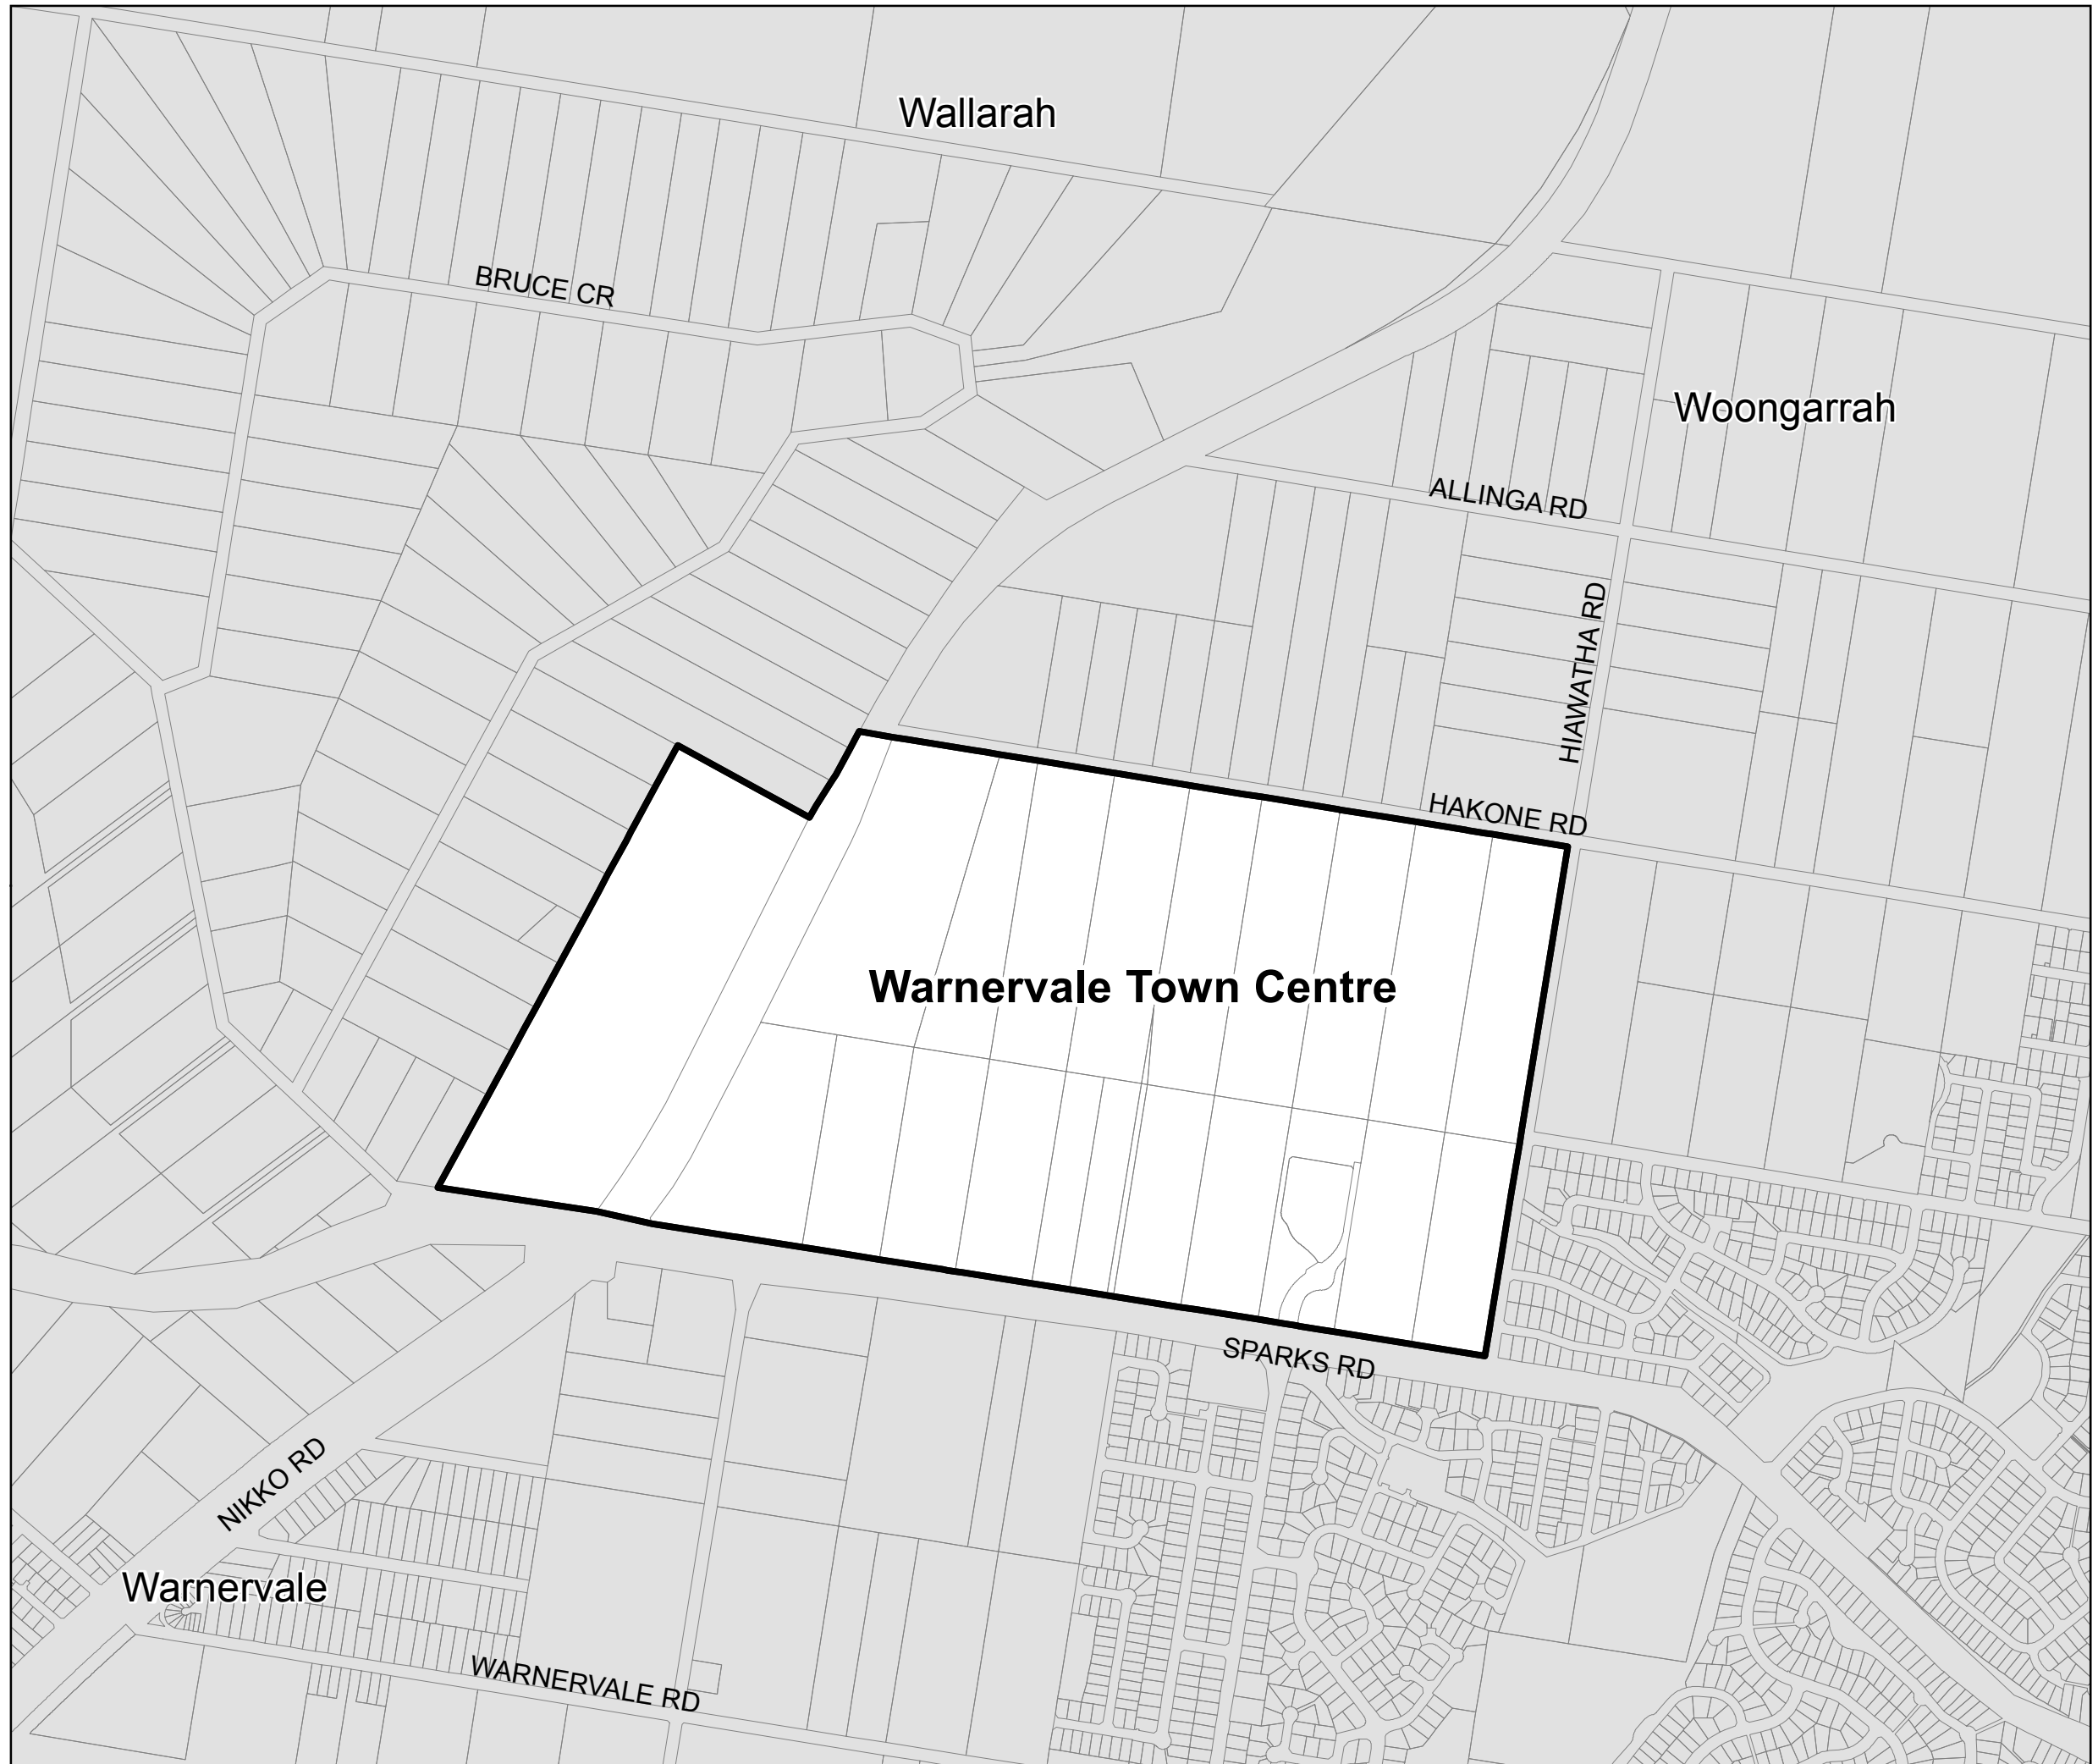 Wallarah
BRUCE CR
Woongarrah
ALLINGA RD
HIAWATHA RD
HAKONE RD
Warnervale Town Centre
SPARKS RD
NIKKO RD
Warnervale
WARNERVALE RD